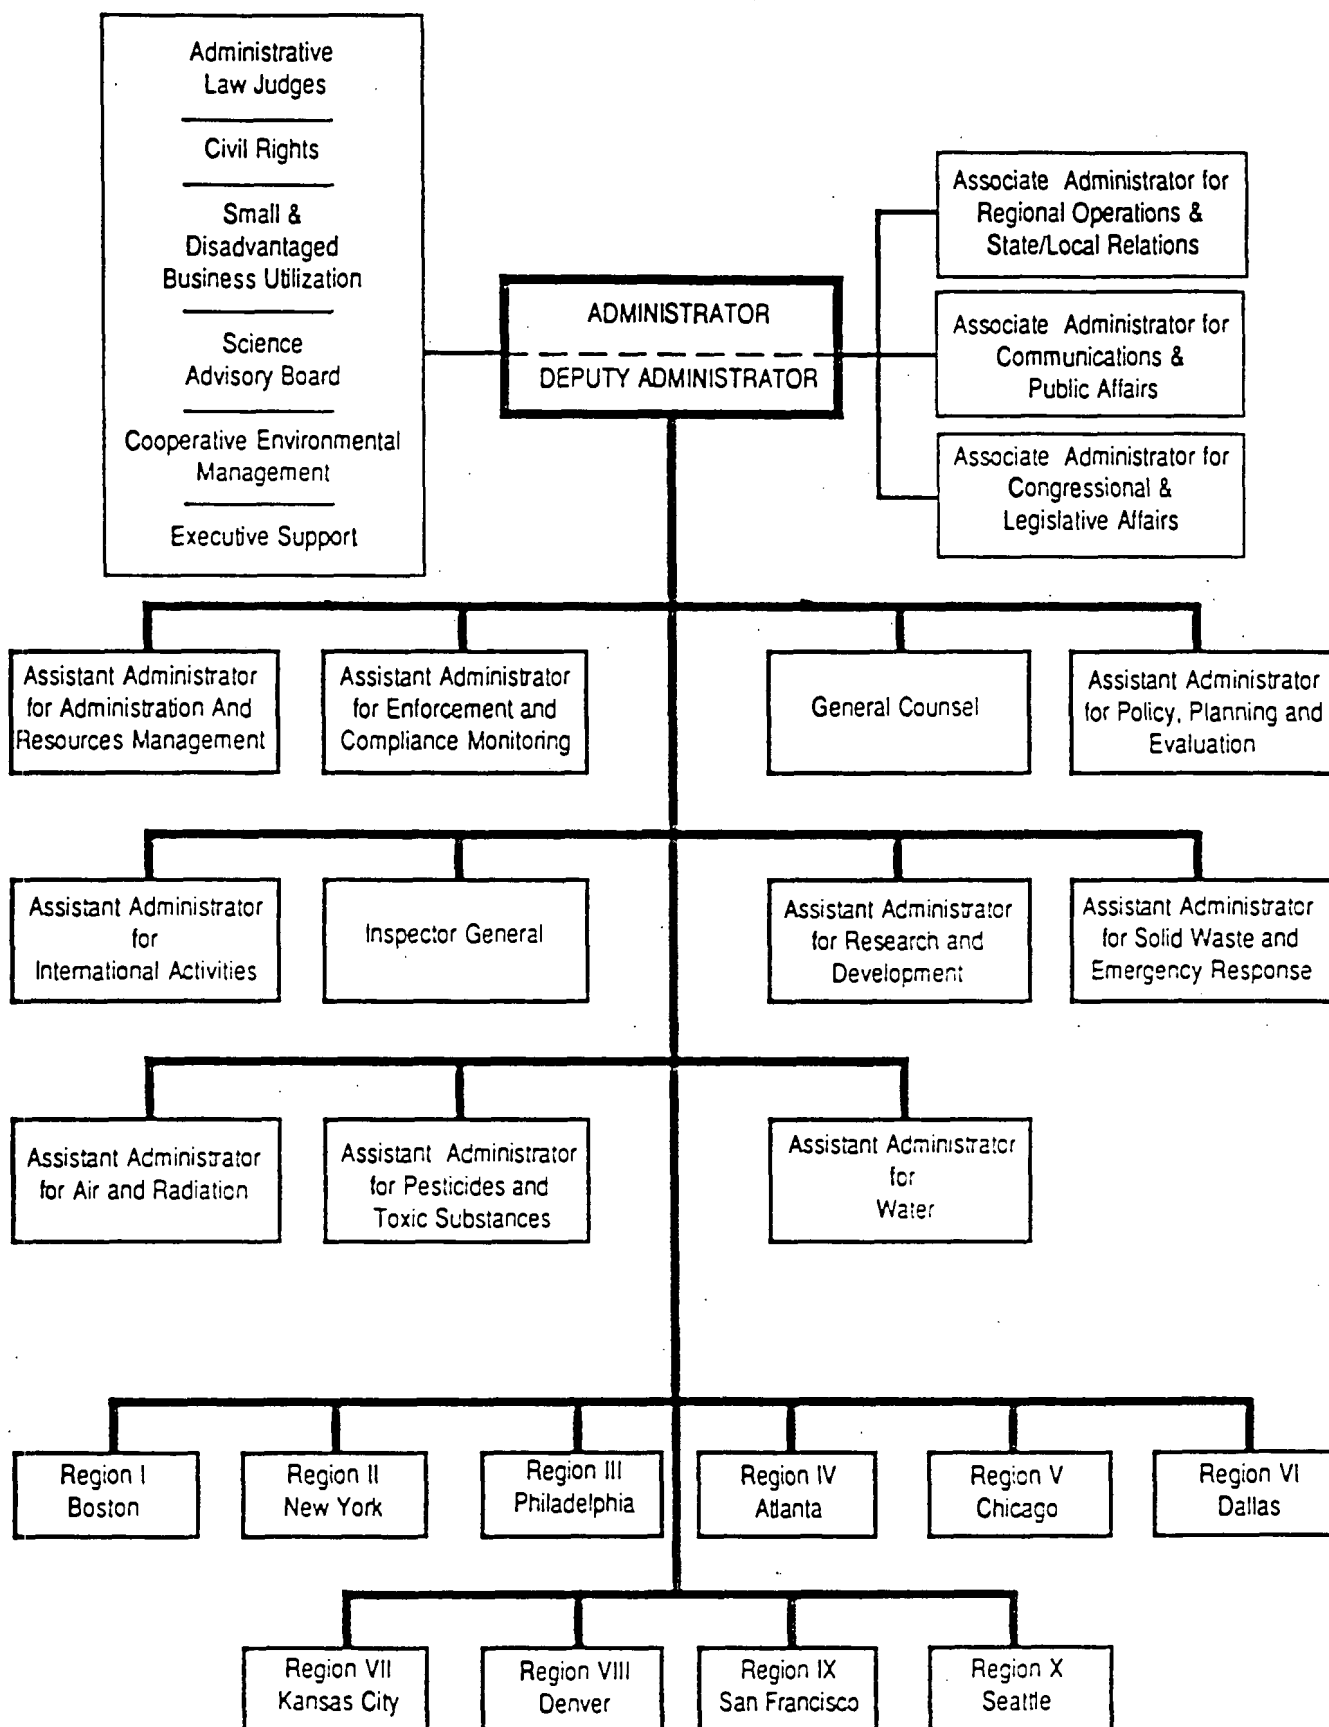 Administrative
Law Judges
Civil Rights
Small &
Disadvantaged
Business Utilization
Science
Advisory Board
Cooperative Environmental
Management
Executive Support
ADMINISTRATOR
DEPUTY ADMINISTRATOR
Associate Administrator for
Regional Operations &
State/Local Relations
Associate Administrator for
Communications &
Public Affairs
Associate Administrator for
Congressional &
Legislative Affairs
Assistant Administrator
for Administration And
Resources Management
Assistant Administrator
for Enforcement and
Compliance Monitoring
General Counsel
Assistant Administrator
for Policy, Planning and
Evaluation
Assistant Administrator
for
International Activities
Inspector General
Assistant Administrator
for Research and
Development
Assistant Administrator
for Solid Waste and
Emergency Response
Assistant Administrator
for Air and Radiation
Assistant Administrator
for Pesticides and
Toxic Substances
Assistant Administrator
for
Water
Region I
Boston
Region II
New York
Region III
Philadelphia
Region IV
Atlanta
Region V
Chicago
Region VI
Dallas
Region VII
Kansas City
Region VIII
Denver
Region IX
San Francisco
Region X
Seattle